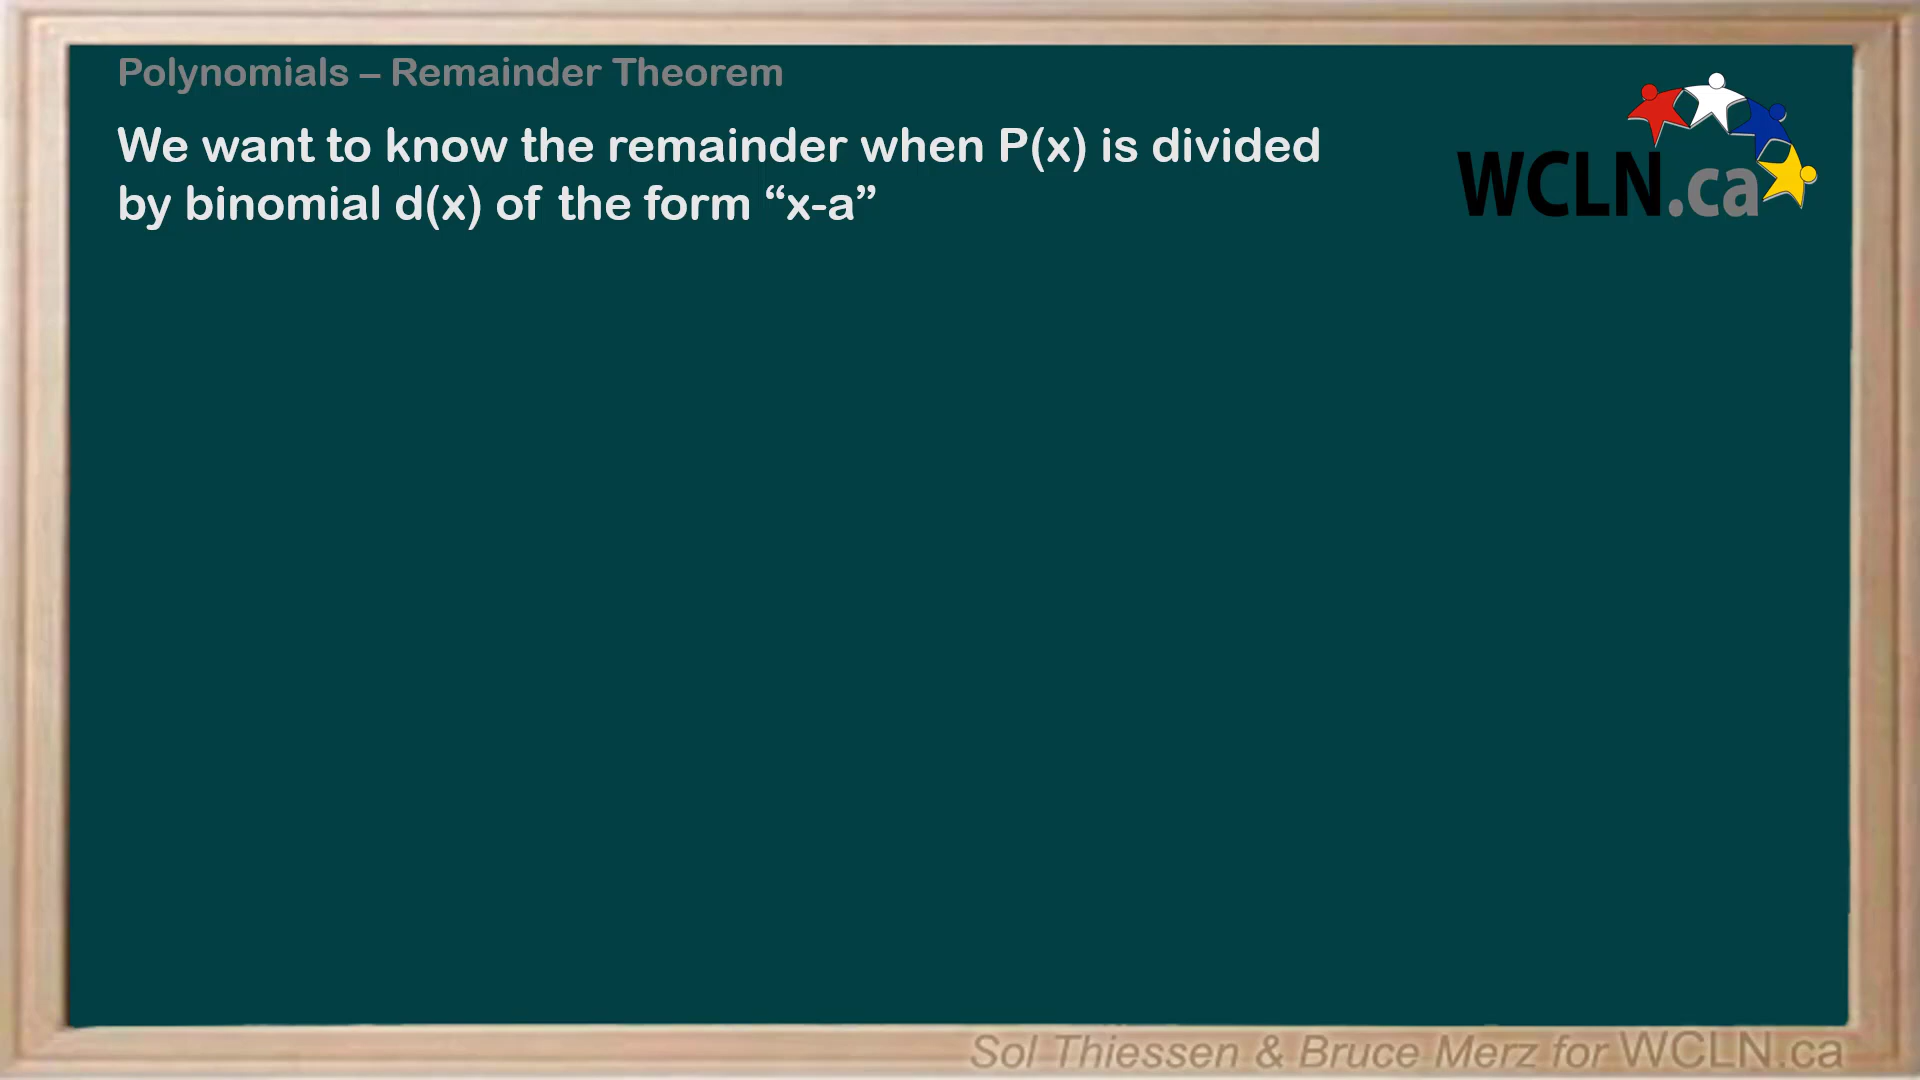 Polynomials – Remainder Theorem
We want to know the remainder when P(x) is divided
by binomial d(x) of the form “x-a”
WCLN.ca
Sol Thiessen & Bruce Merz for WCLN.ca